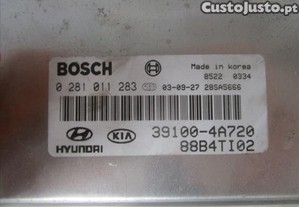 CustoJusto.pt
BOSCH
Made in korea
8522 0334
0 281 011 283 03-09-27 2BSAS666
39100-4A720
HYUNDAI KIA 88B4TI02